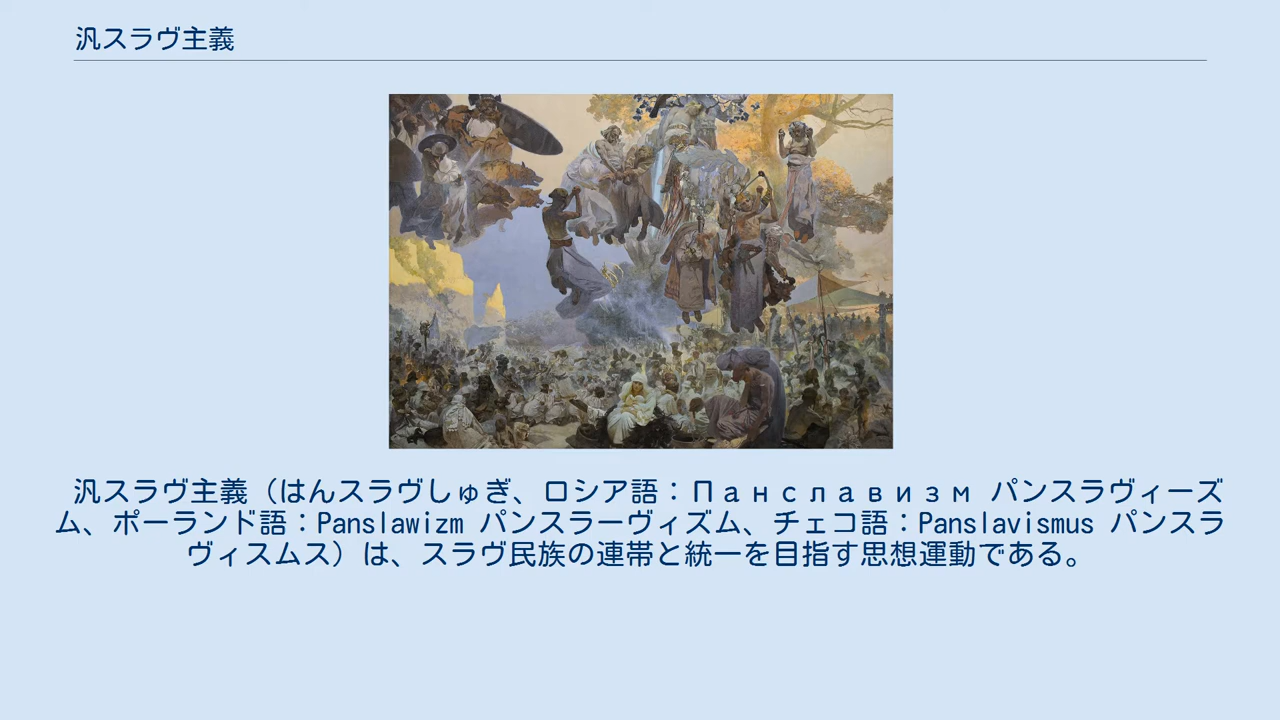 汎スラヴ主義
汎スラヴ主義（はんスラヴしゅぎ、ロシア語：Панславизм パンスラヴィーズ
ム、ポーランド語：Panslawizm パンスラーヴィズム、チェコ語：Panslavismus パンスラ
ヴィスムス）は、スラヴ民族の連帯と統一を目指す思想運動である。